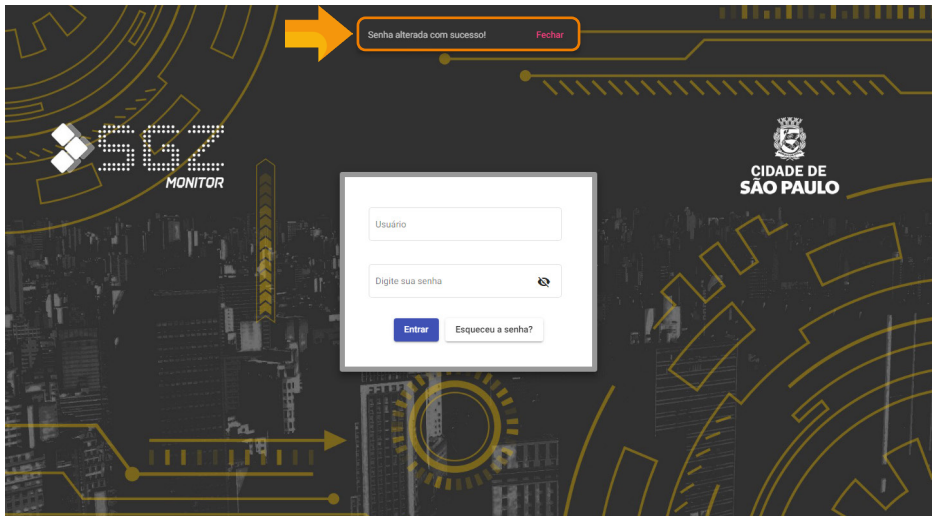 Senha alterada com sucesso! Fechar
SGZ
MONITOR
CIDADE DE
SÃO PAULO
Usuário
Digite sua senha
Entrar Esqueceu a senha?